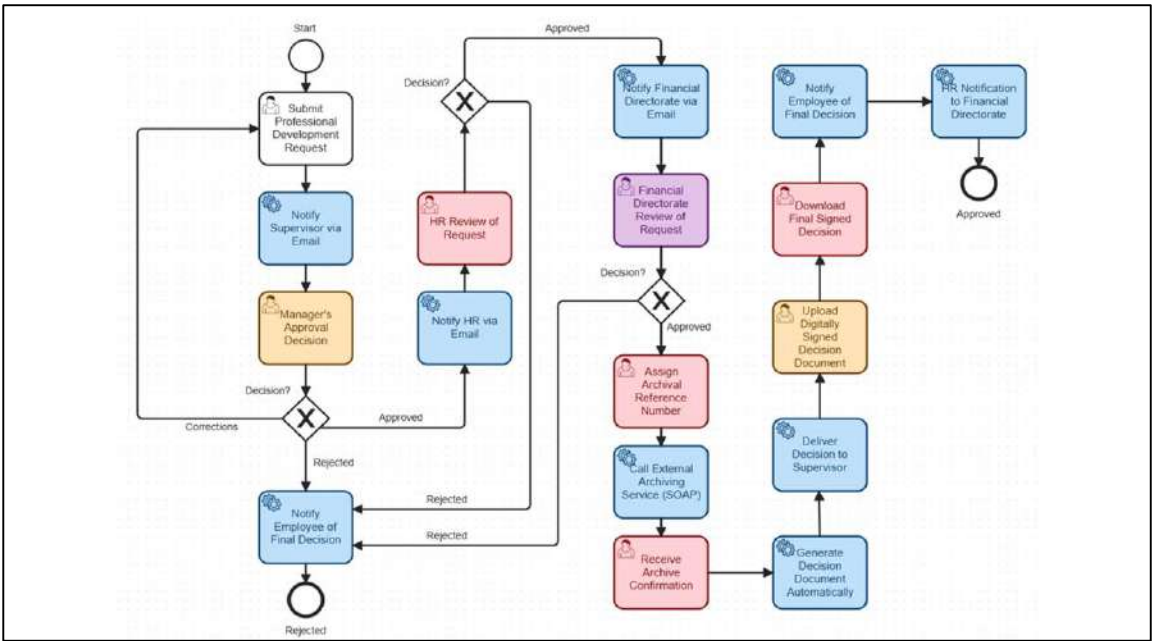 Start
Submit
Professional
Development
Request
Notify
Supervisor via
Email
Manager's
Approval
Decision
Decision?
Corrections
Approved
Rejected
Notify
Employee of
Final Decision
Rejected
Notify HR via
Email
HR Review of
Request
Decision?
Approved
Rejected
Rejected
Notify Financial
Directorate via
Email
Financial
Directorate
Review of
Request
Decision?
Approved
Assign
Archival
Reference
Number
Call External
Archiving
Service (SOAP)
Receive
Archive
Confirmation
Generate
Decision
Document
Automatically
Deliver
Decision to
Supervisor
Upload
Digitally
Signed
Decision
Document
Download
Final Signed
Decision
Notify
Employee of
Final Decision
HR Notification
to Financial
Directorate
Approved